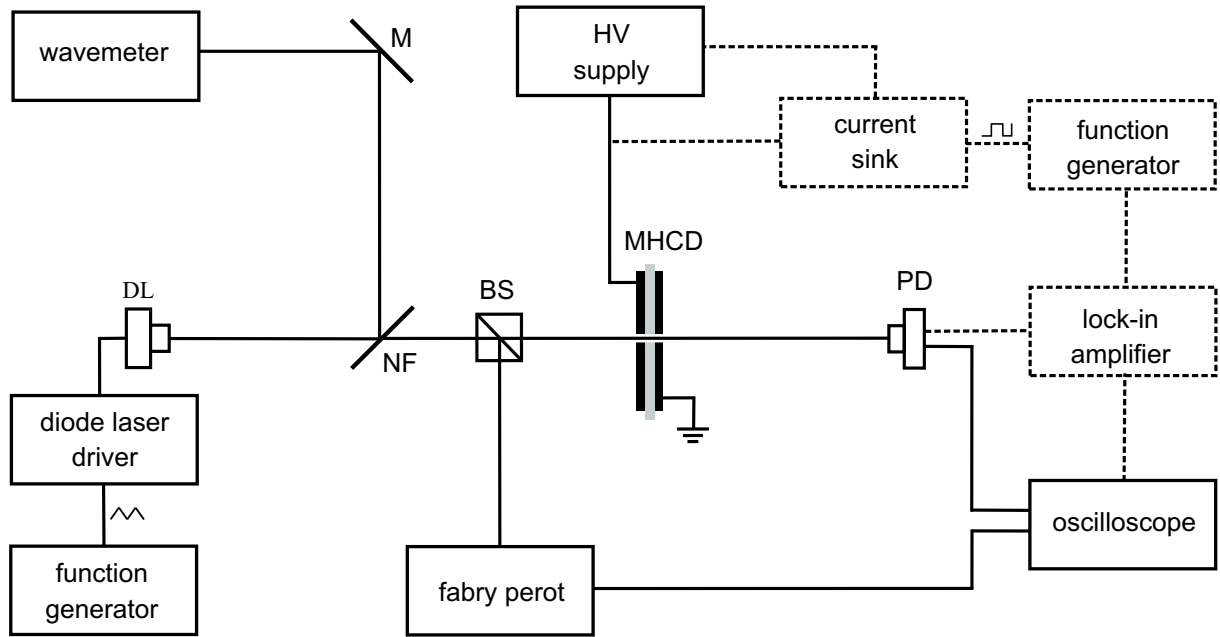 wavemeter
M
HV
supply
current
sink
function
generator
MHCD
DL
BS
PD
NF
lock-in
amplifier
diode laser
driver
oscilloscope
function
generator
fabry perot